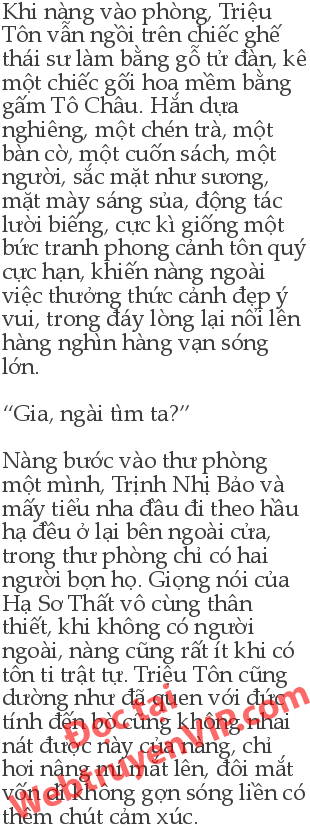 Khi nàng vào phòng, Triệu
Tôn vẫn ngồi trên chiếc ghế
thái sư làm bằng gỗ tử đàn, kê
một chiếc gối hoa mềm bằng
gấm Tô Châu. Hắn dựa
nghiêng, một chén trà, một
bàn cờ, một cuốn sách, một
người, sắc mặt như sương,
mặt mày sáng sủa, động tác
lười biếng, cực kì giống một
bức tranh phong cảnh tôn quý
cực hạn, khiến nàng ngoài
việc thưởng thức cảnh đẹp ý
vui, trong đáy lòng lại nổi lên
hàng nghìn hàng vạn sóng
lớn.
“Gia, ngài tìm ta?”
Nàng bước vào thư phòng
một mình, Trịnh Nhị Bảo và
mấy tiểu nha đầu đi theo hầu
hạ đều ở lại bên ngoài cửa,
trong thư phòng chỉ có hai
người bọn họ. Giọng nói của
Hạ Sơ Thất vô cùng thân
thiết, khi không có người
ngoài, nàng cũng rất ít khi có
tôn ti trật tự. Triệu Tôn cũng
dường như đã quen với đức
tính đến bò cũng không nhai
nát được này của nàng, chỉ
hơi nâng mí mắt lên, đôi mắt
vốn dĩ không gợn sóng liền có
thêm chút cảm xúc.
Đọc tại
WebtruyenVip.com